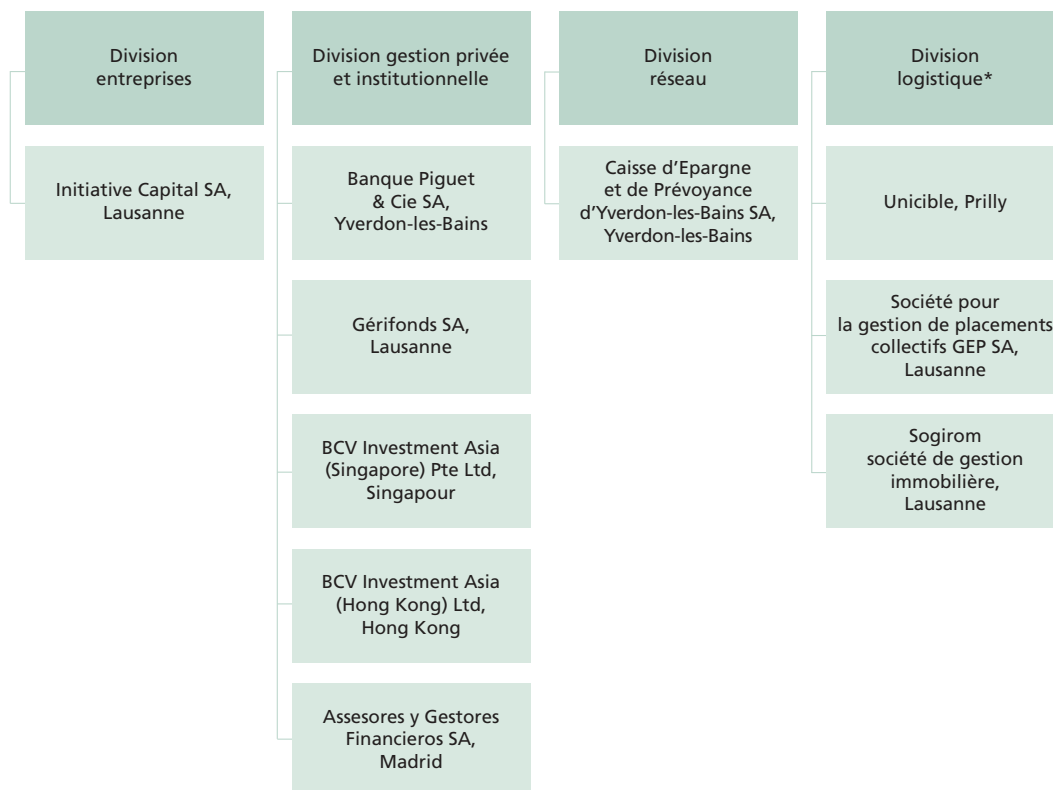 Division
entreprises
Initiative Capital SA,
Lausanne
Division gestion privée
et institutionnelle
Banque Piguet
& Cie SA,
Yverdon-les-Bains
Gérifonds SA,
Lausanne
BCV Investment Asia
(Singapore) Pte Ltd,
Singapour
BCV Investment Asia
(Hong Kong) Ltd,
Hong Kong
Assesores y Gestores
Financieros SA,
Madrid
Division
réseau
Caisse d’Epargne
et de Prévoyance
d’Yverdon-les-Bains SA,
Yverdon-les-Bains
Division
logistique*
Unicible, Prilly
Société pour
la gestion de placements
collectifs GEP SA,
Lausanne
Sogirom
société de gestion
immobilière,
Lausanne